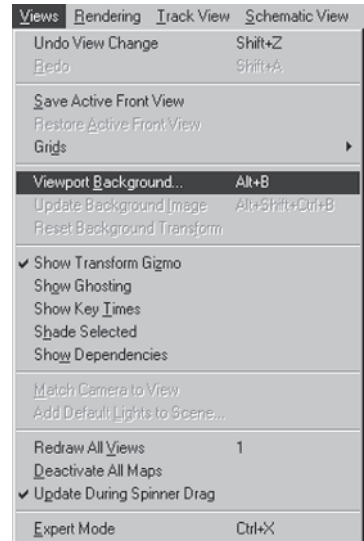 Views Rendering Track View Schematic View
Undo View Change Shift+Z
Redo Shift+A
Save Active Front View
Restore Active Front View
Grids
Viewport Background... Alt+B
Update Background Image Alt+Shift+Ctrl+B
Reset Background Transform
Show Transform Gizmo
Show Ghosting
Show Key Times
Shade Selected
Show Dependencies
Match Camera to View
Add Default Lights to Scene...
Redraw All Views 1
Deactivate All Maps
Update During Spinner Drag
Expert Mode Ctrl+X